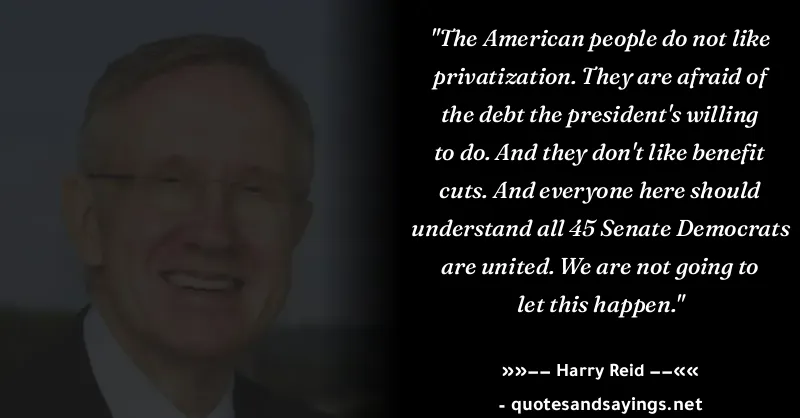 "The American people do not like
privatization. They are afraid of
the debt the president's willing
to do. And they don't like benefit
cuts. And everyone here should
understand all 45 Senate Democrats
are united. We are not going to
let this happen."
»»−− Harry Reid −−««
- quotesandsayings.net